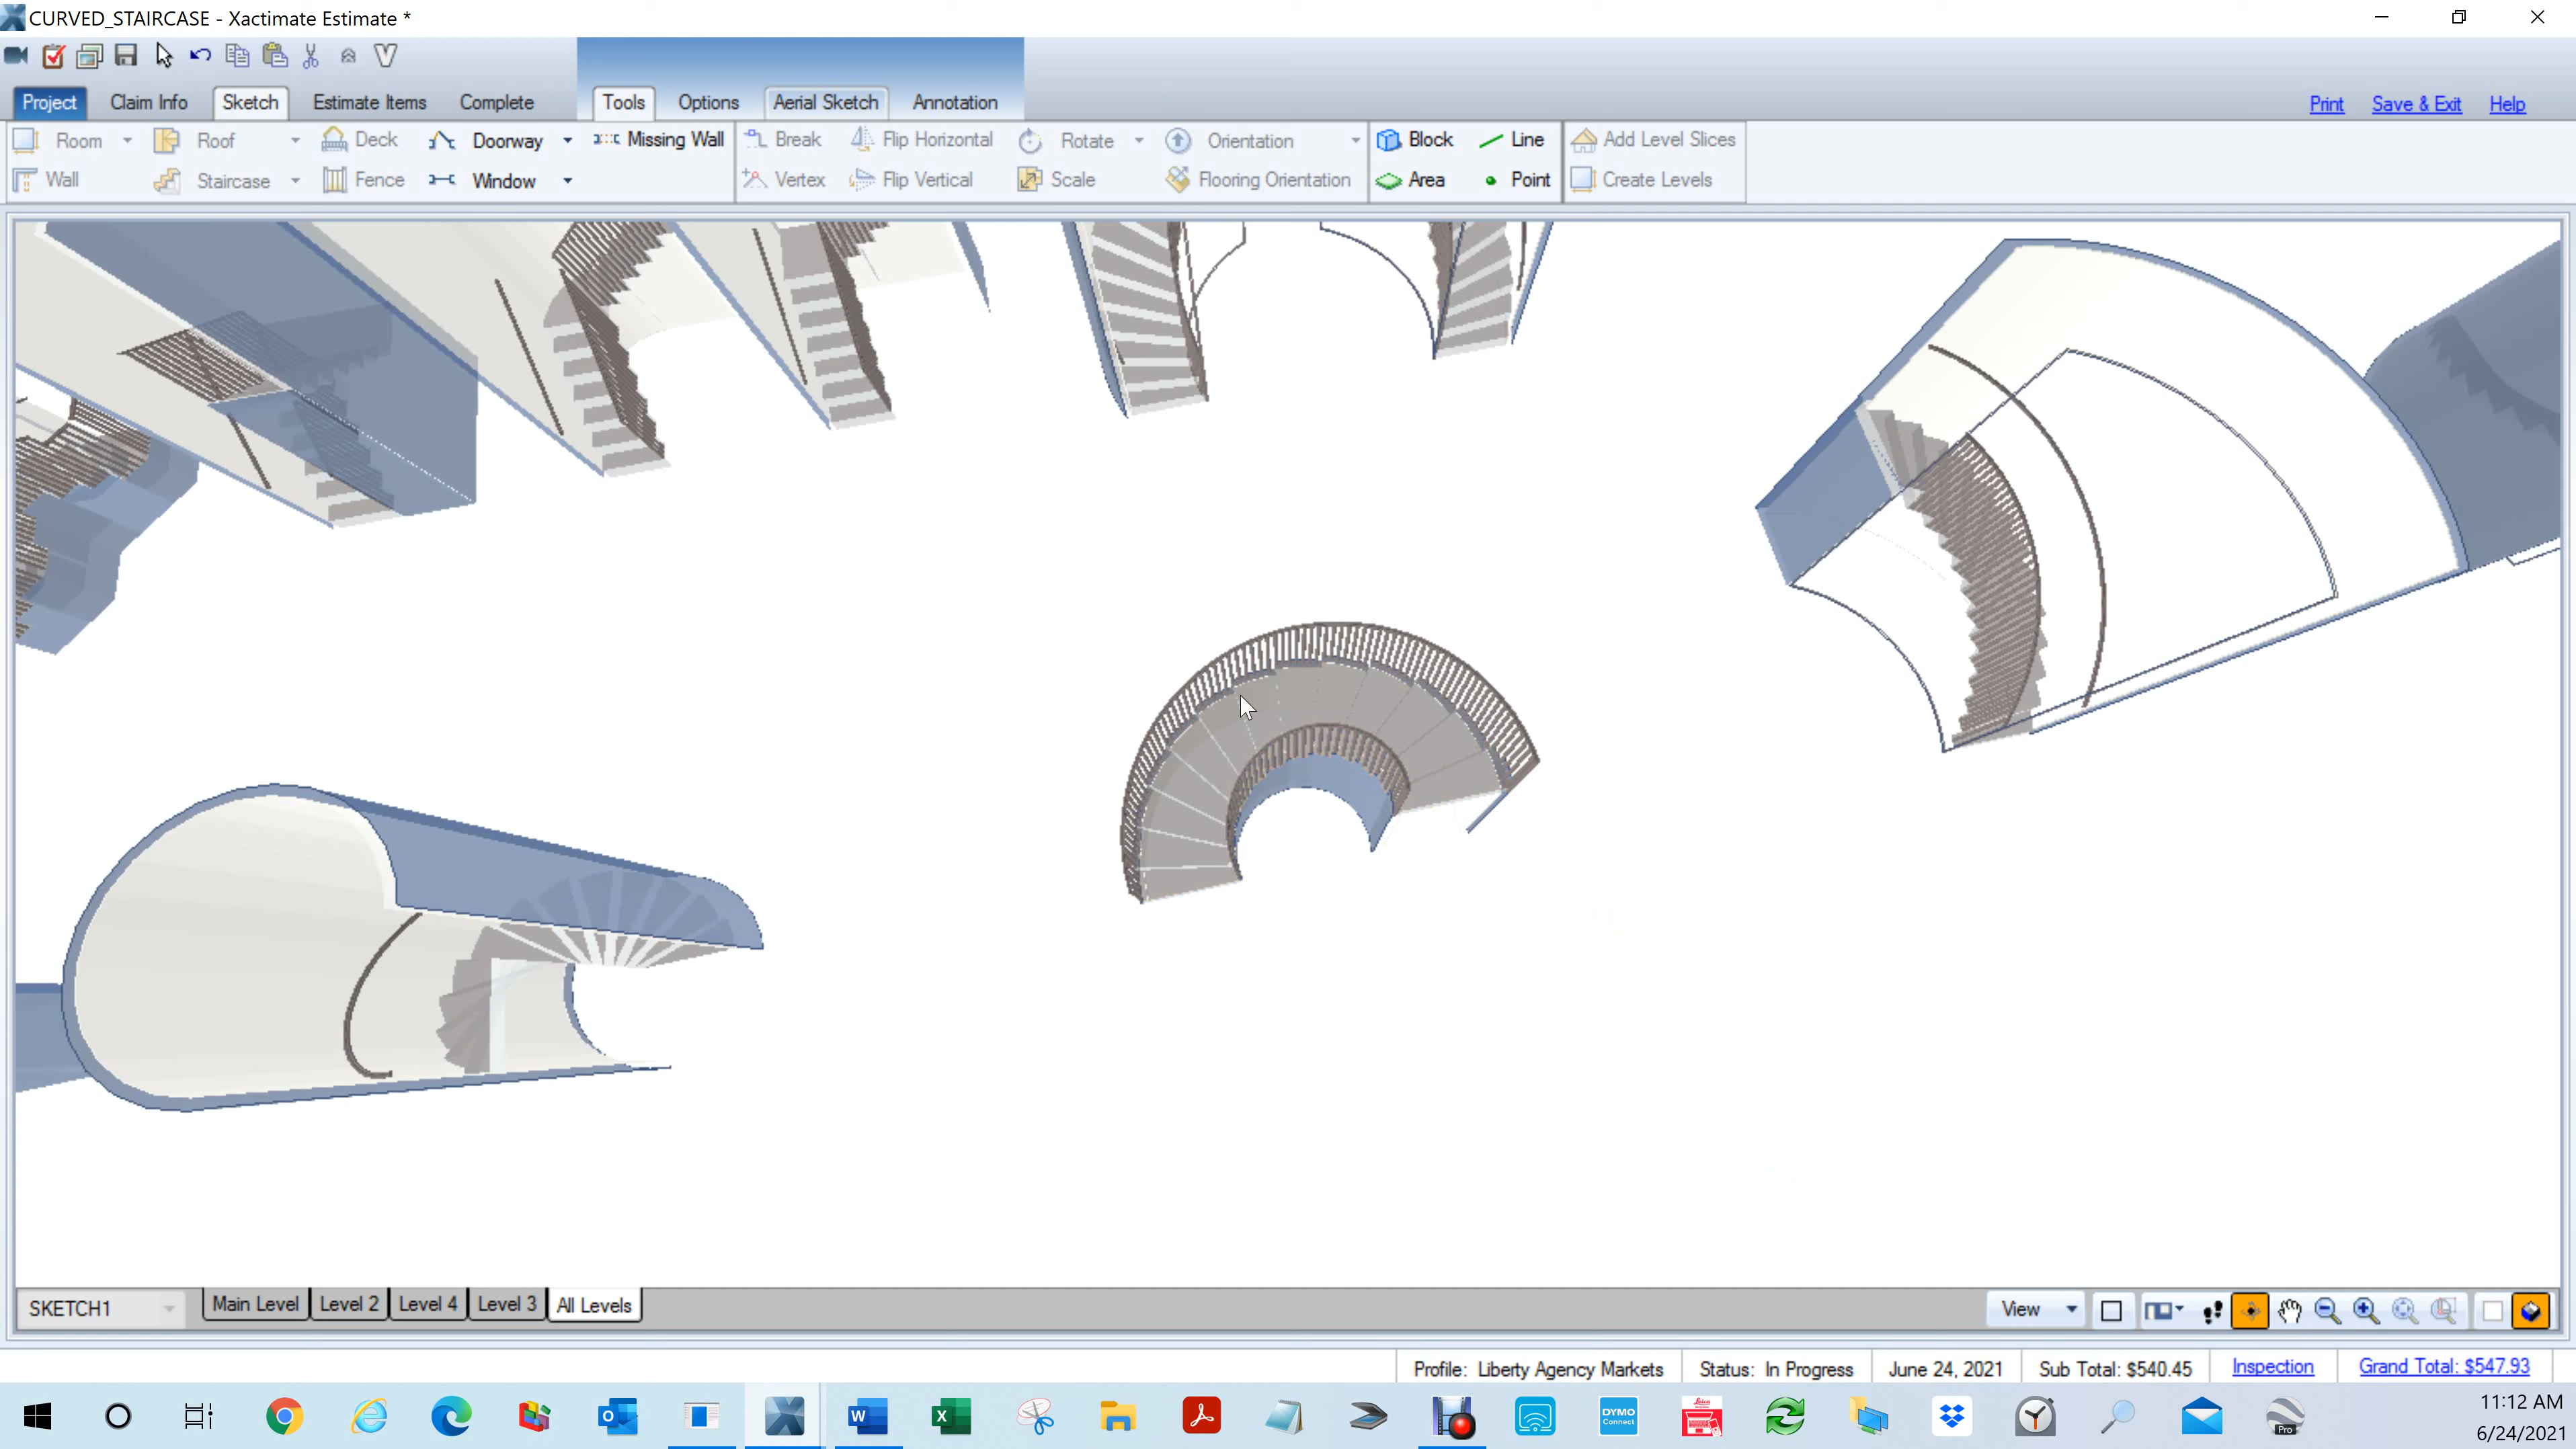 CURVED_STAIRCASE - Xactimate Estimate *
Project Claim Info Sketch Estimate Items Complete Tools Options Aerial Sketch Annotation Print Save & Exit Help
Room Roof Deck Doorway Missing Wall Break Flip Horizontal Rotate Orientation Block Line Add Level Slices
Wall Staircase Fence Window Vertex Flip Vertical Scale Flooring Orientation Area Point Create Levels
SKETCH1 Main Level Level 2 Level 4 Level 3 All Levels View
Profile: Liberty Agency Markets Status: In Progress June 24, 2021 Sub Total: $540.45 Inspection Grand Total: $547.93
DYMO
Connect
Leica
Pro
11:12 AM
6/24/2021